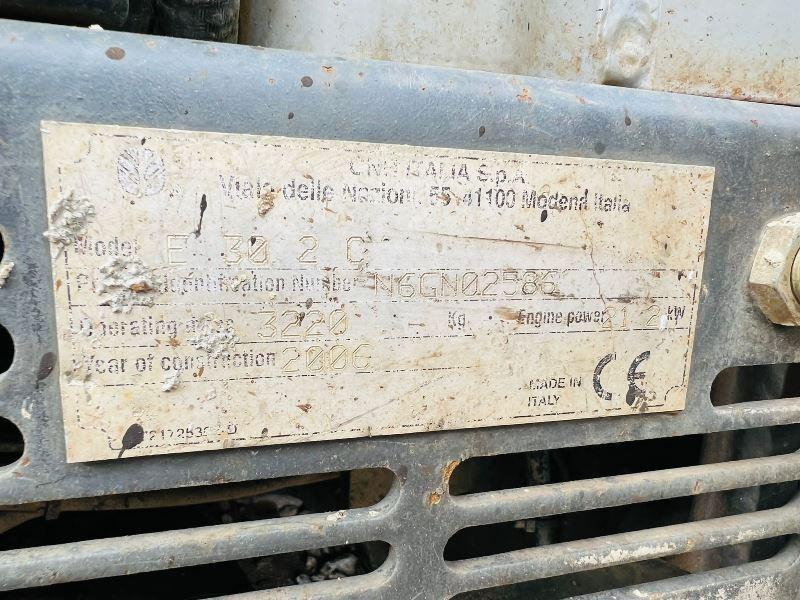 CNH ITALIA S.p.A.
Viale delle Nazioni, 55 41100 Modena Italia
Model E 30.2 C
Identification Number N6GN02586
Operating mass 3220 Kg. Engine power 21.2 kW
Year of construction 2006
MADE IN
ITALY
CE